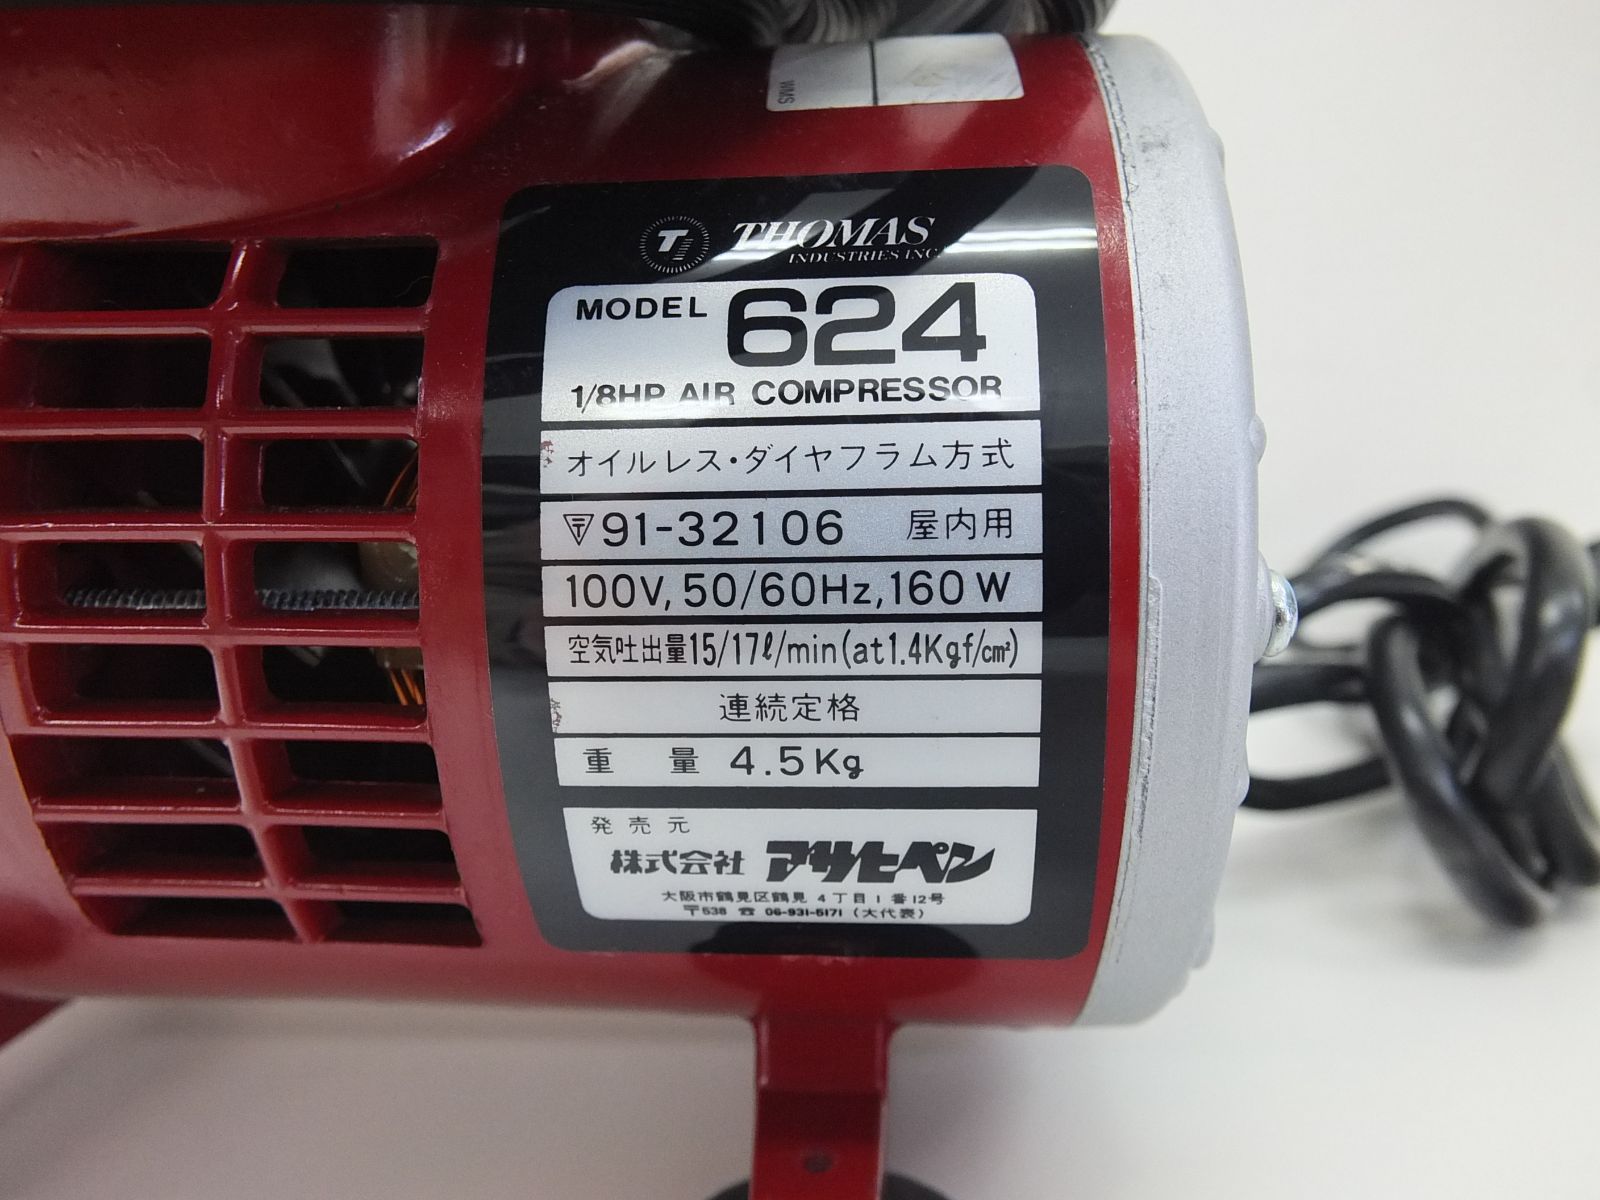 WMS
THOMAS
INDUSTRIES INC.
MODEL 624
1/8HP AIR COMPRESSOR
オイルレス・ダイヤフラム方式
91-32106 屋内用
100V, 50/60Hz, 160W
空気吐出量15/17ℓ/min(at1.4Kgf/cm²)
連続定格
重量 4.5Kg
発売元
株式会社 アサヒペン
大阪市鶴見区鶴見4丁目1番12号
〒538 ☎ 06-931-5171(大代表)